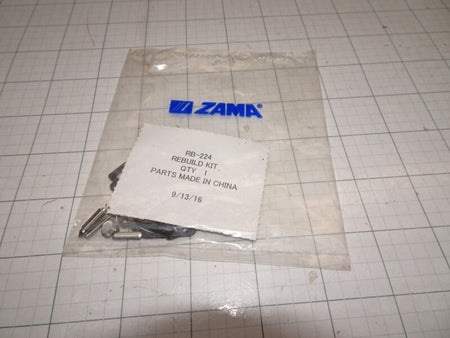 ZAMA®
RB-224
REBUILD KIT
QTY 1
PARTS MADE IN CHINA
9/13/16